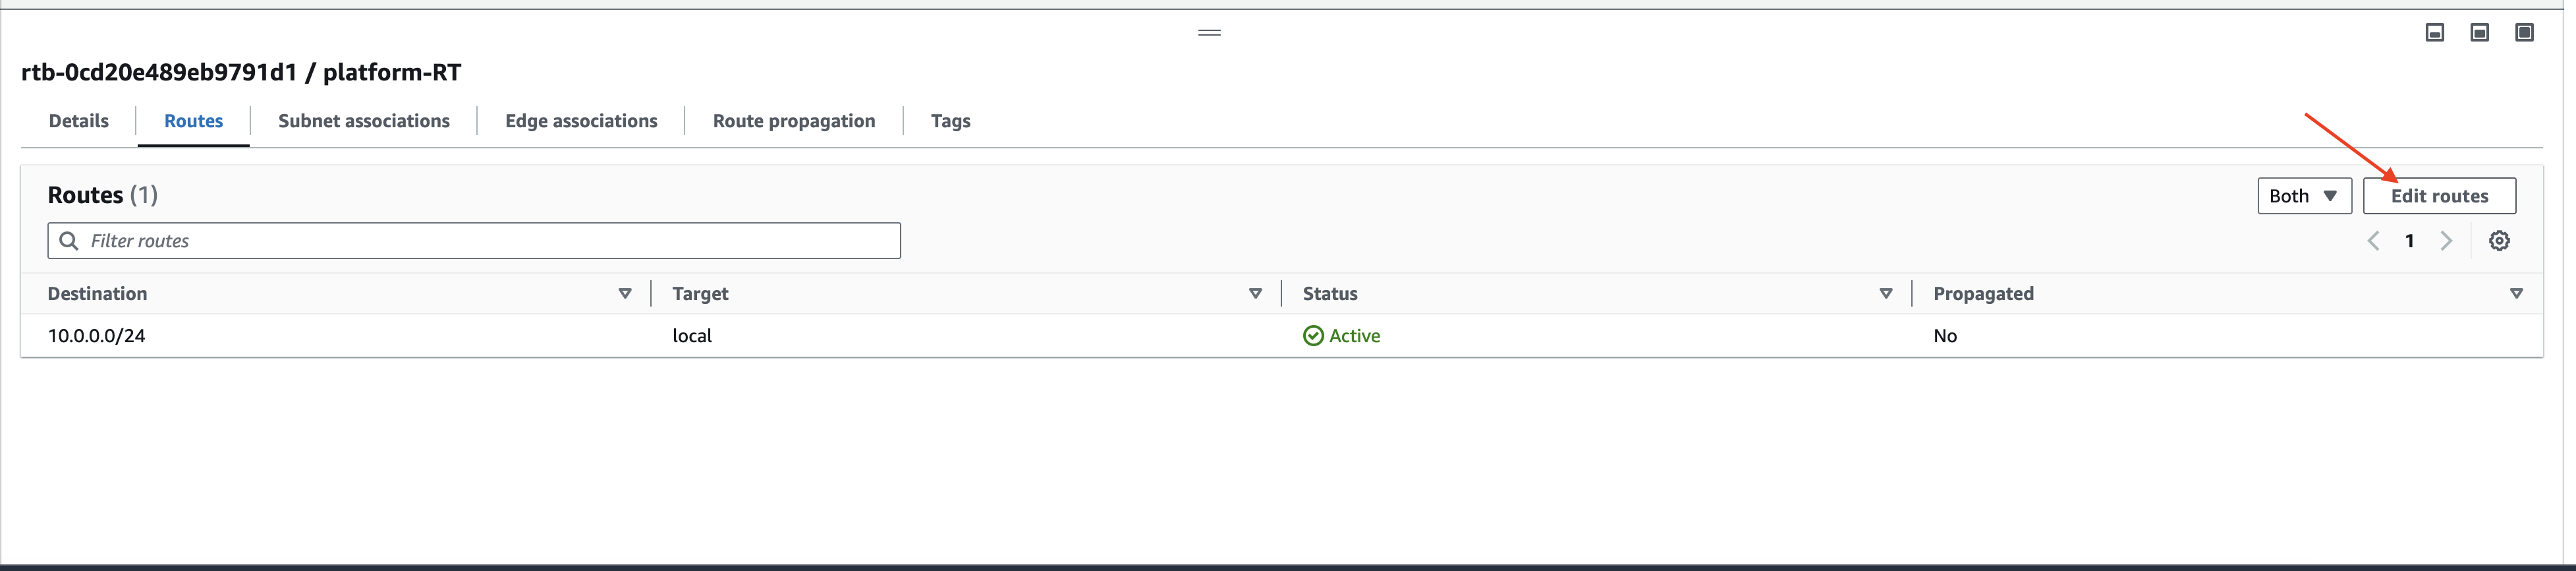 rtb-0cd20e489eb9791d1 / platform-RT
Details Routes Subnet associations Edge associations Route propagation Tags
Routes (1)
Both Edit routes
Filter routes
1
Destination Target Status Propagated
10.0.0.0/24 local Active No